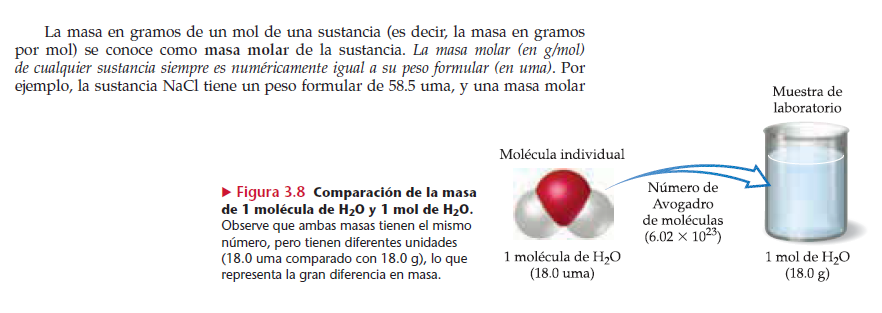 La masa en gramos de un mol de una sustancia (es decir, la masa en gramos
por mol) se conoce como masa molar de la sustancia. La masa molar (en g/mol)
de cualquier sustancia siempre es numéricamente igual a su peso formular (en uma). Por
ejemplo, la sustancia NaCl tiene un peso formular de 58.5 uma, y una masa molar
▶ Figura 3.8 Comparación de la masa
de 1 molécula de H₂O y 1 mol de H₂O.
Observe que ambas masas tienen el mismo
número, pero tienen diferentes unidades
(18.0 uma comparado con 18.0 g), lo que
representa la gran diferencia en masa.
Molécula individual
1 molécula de H₂O
(18.0 uma)
Número de
Avogadro
de moléculas
(6.02 × 10²³)
Muestra de
laboratorio
1 mol de H₂O
(18.0 g)